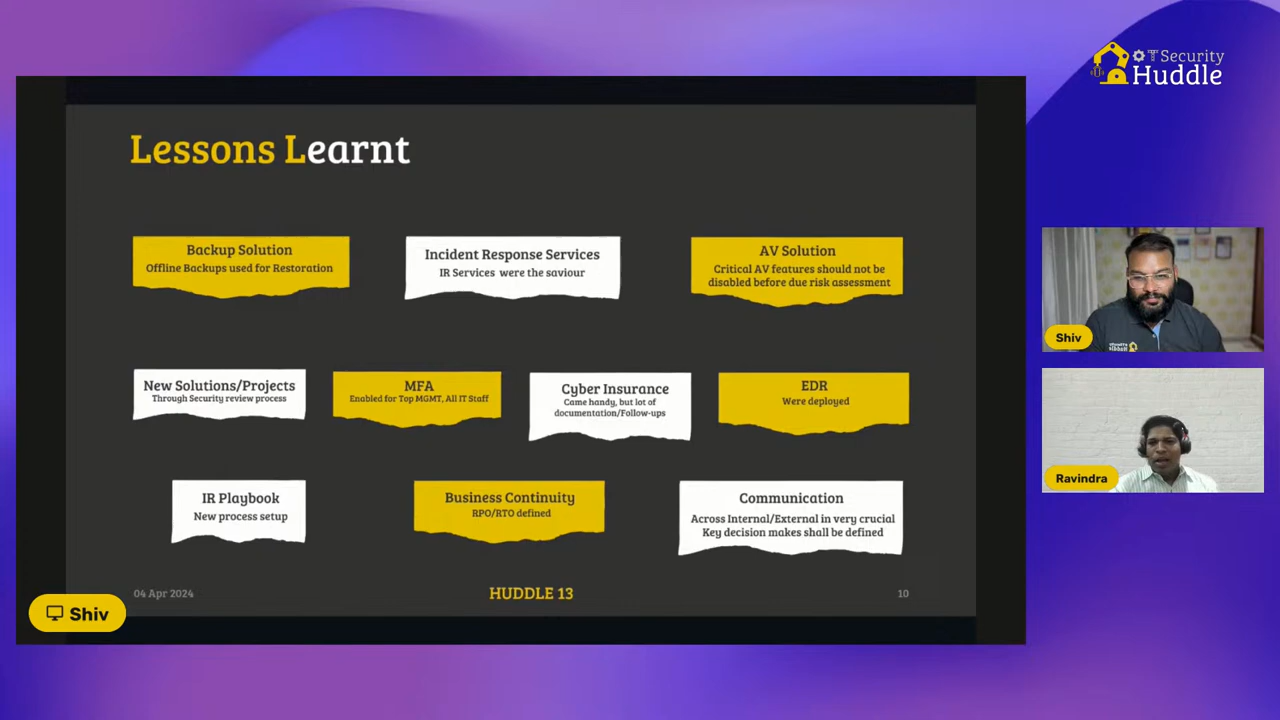 OT Security
Huddle
Lessons Learnt
Backup Solution
Offline Backups used for Restoration
Incident Response Services
IR Services were the saviour
AV Solution
Critical AV features should not be
disabled before due risk assessment
New Solutions/Projects
Through Security review process
MFA
Enabled for Top MGMT, All IT Staff
Cyber Insurance
Came handy, but lot of
documentation/Follow-ups
EDR
Were deployed
IR Playbook
New process setup
Business Continuity
RPO/RTO defined
Communication
Across Internal/External in very crucial
Key decision makes shall be defined
04 Apr 2024
HUDDLE 13
10
Shiv
Shiv
Ravindra